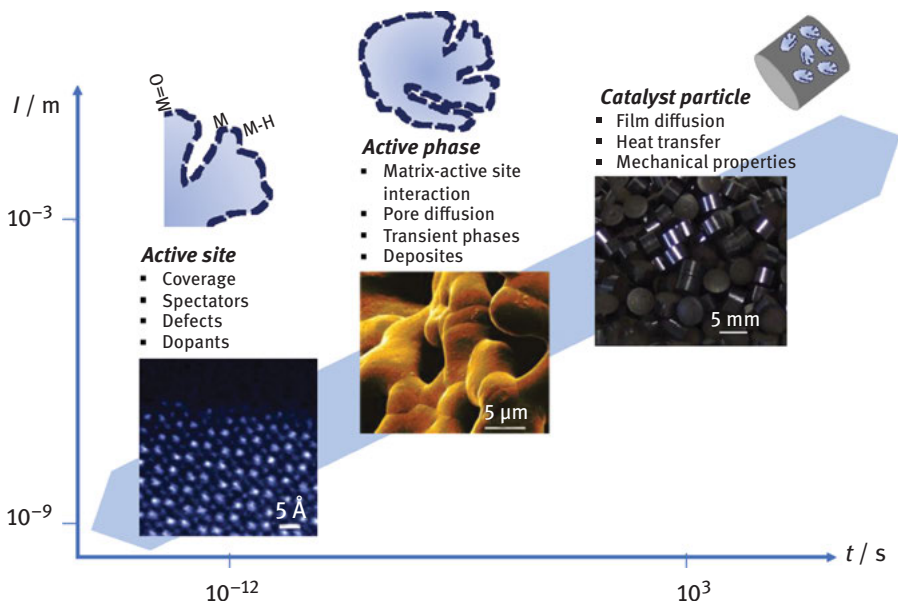 l / m
10⁻³
10⁻⁹
O=M
M
M-H
Active site
▪ Coverage
▪ Spectators
▪ Defects
▪ Dopants
5 Å
Active phase
▪ Matrix-active site
interaction
▪ Pore diffusion
▪ Transient phases
▪ Deposites
5 µm
Catalyst particle
▪ Film diffusion
▪ Heat transfer
▪ Mechanical properties
5 mm
10⁻¹²
10³
t / s